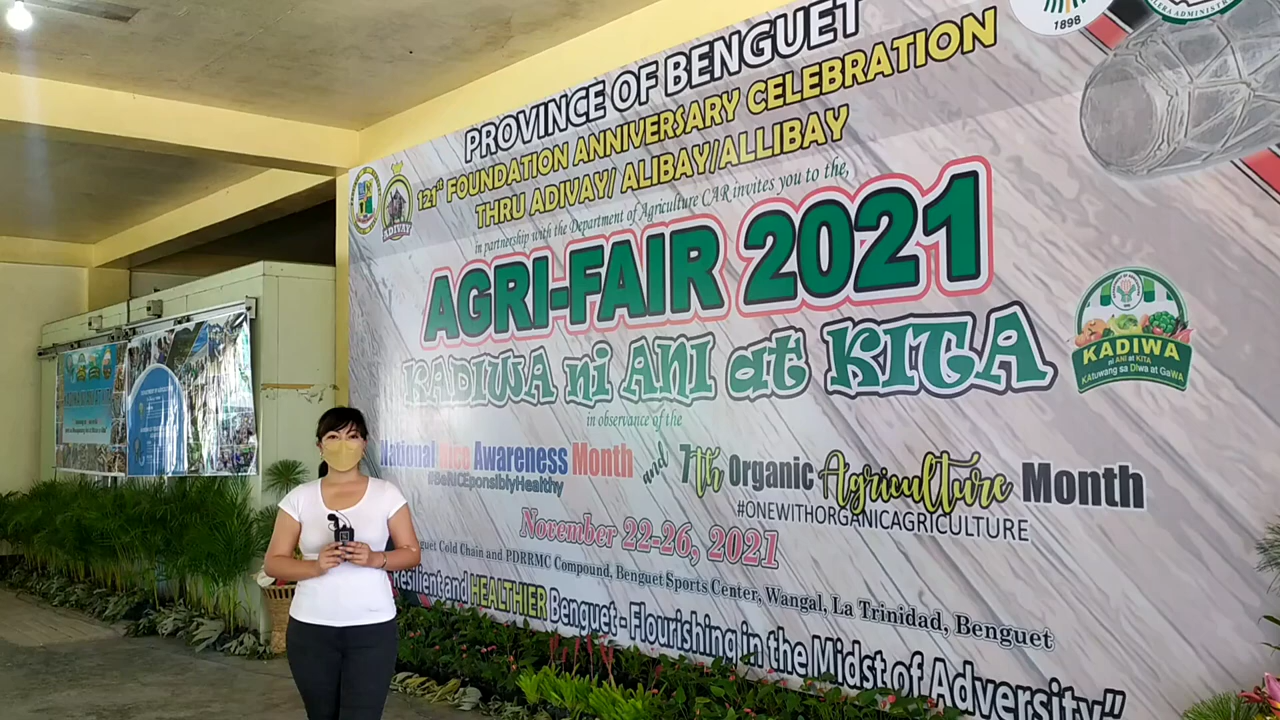 1898
PROVINCE OF BENGUET
121st FOUNDATION ANNIVERSARY CELEBRATION
THRU ADIVAY/ ALIBAY/ALLIBAY
ADIVAY
in partnership with the Department of Agriculture CAR invites you to the,
AGRI-FAIR 2021
KADIWA ni ANI at KITA
KADIWA
ni ANI at KITA
KAtuwang sa DIwa at GaWA
in observance of the
National Rice Awareness Month and 7th Organic Agriculture Month
#BeRICEponsiblyHealthy
#ONEWITHORGANICAGRICULTURE
November 22-26, 2021
Cold Chain and PDRRMC Compound, Benguet Sports Center, Wangal, La Trinidad, Benguet
Resilient and HEALTHIER Benguet - Flourishing in the Midst of Adversity"